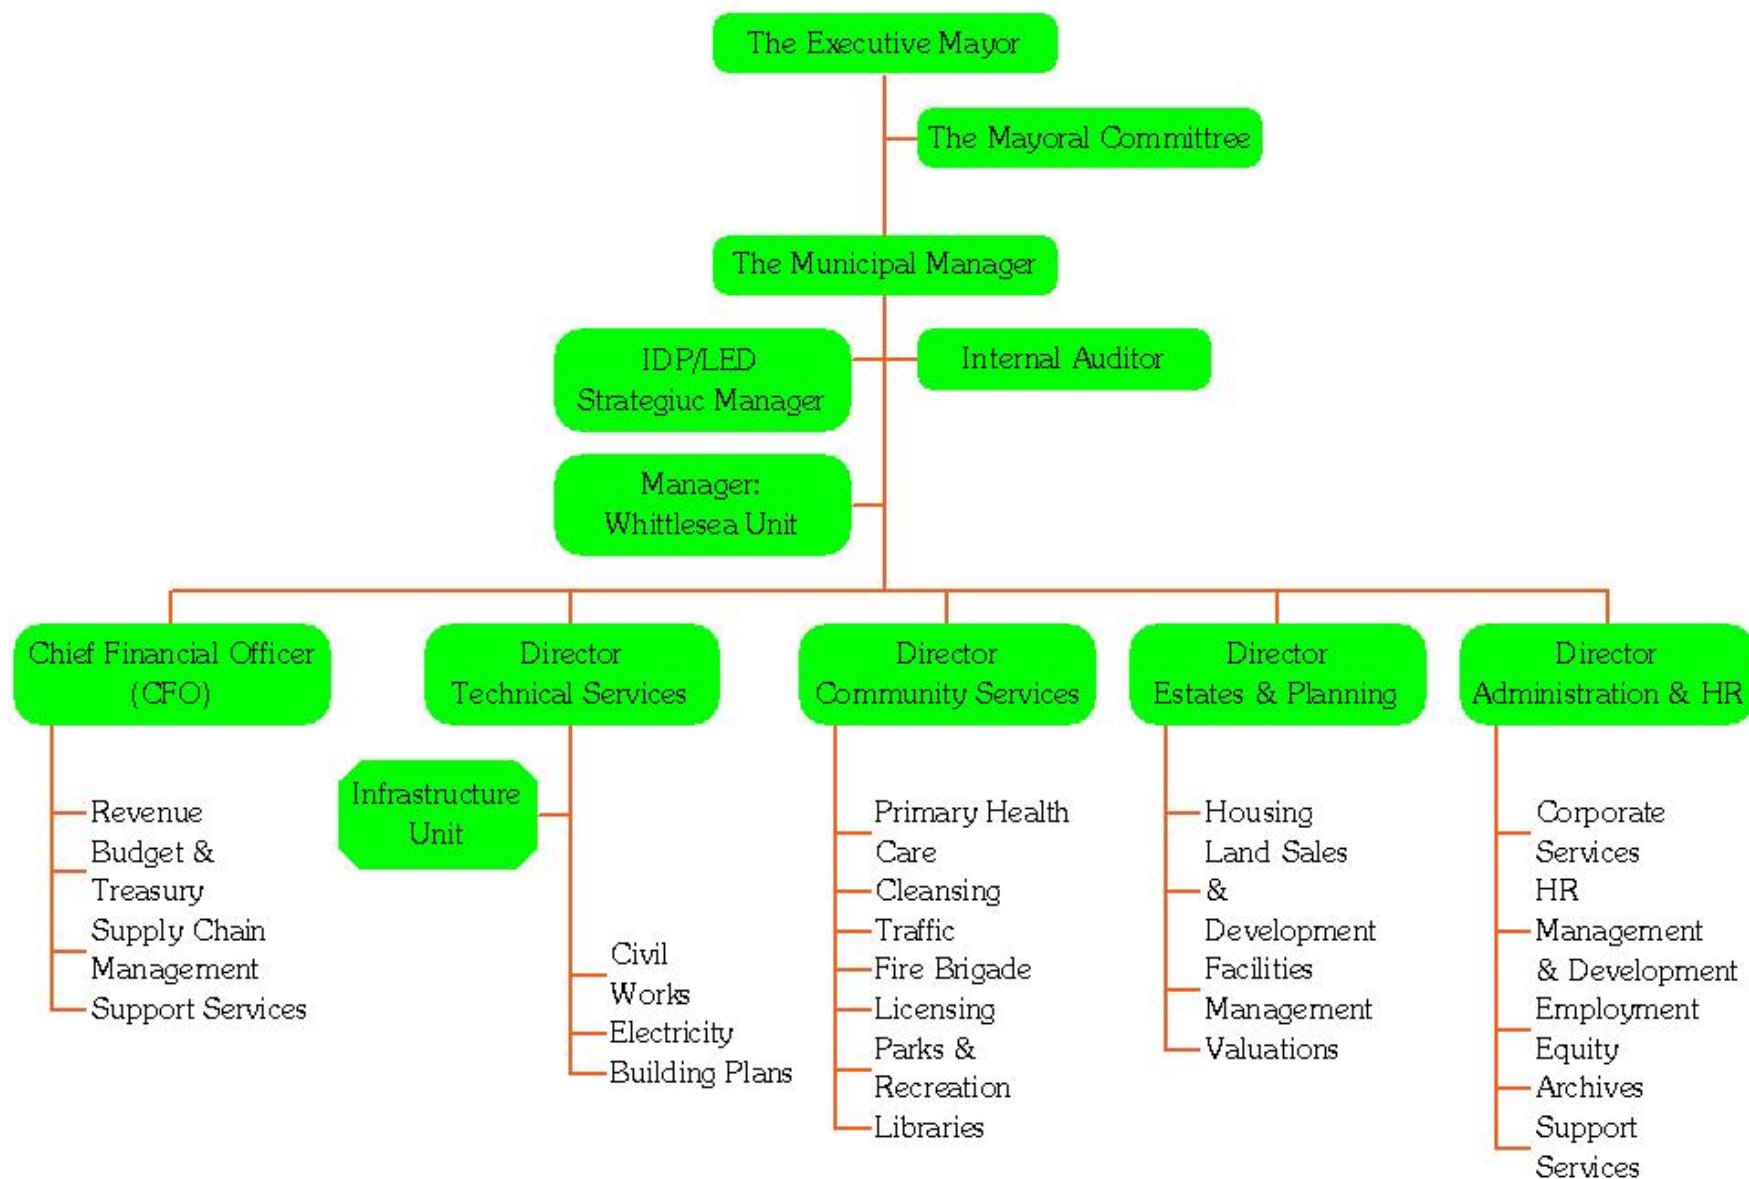 The Executive Mayor
The Mayoral Committree
The Municipal Manager
IDP/LED
Strategiuc Manager
Internal Auditor
Manager:
Whittlesea Unit
Chief Financial Officer
(CFO)
Director
Technical Services
Director
Community Services
Director
Estates & Planning
Director
Administration & HR
Revenue
Budget &
Treasury
Supply Chain
Management
Support Services
Infrastructure
Unit
Civil
Works
Electricity
Building Plans
Primary Health
Care
Cleansing
Traffic
Fire Brigade
Licensing
Parks &
Recreation
Libraries
Housing
Land Sales
&
Development
Facilities
Management
Valuations
Corporate
Services
HR
Management
& Development
Employment
Equity
Archives
Support
Services